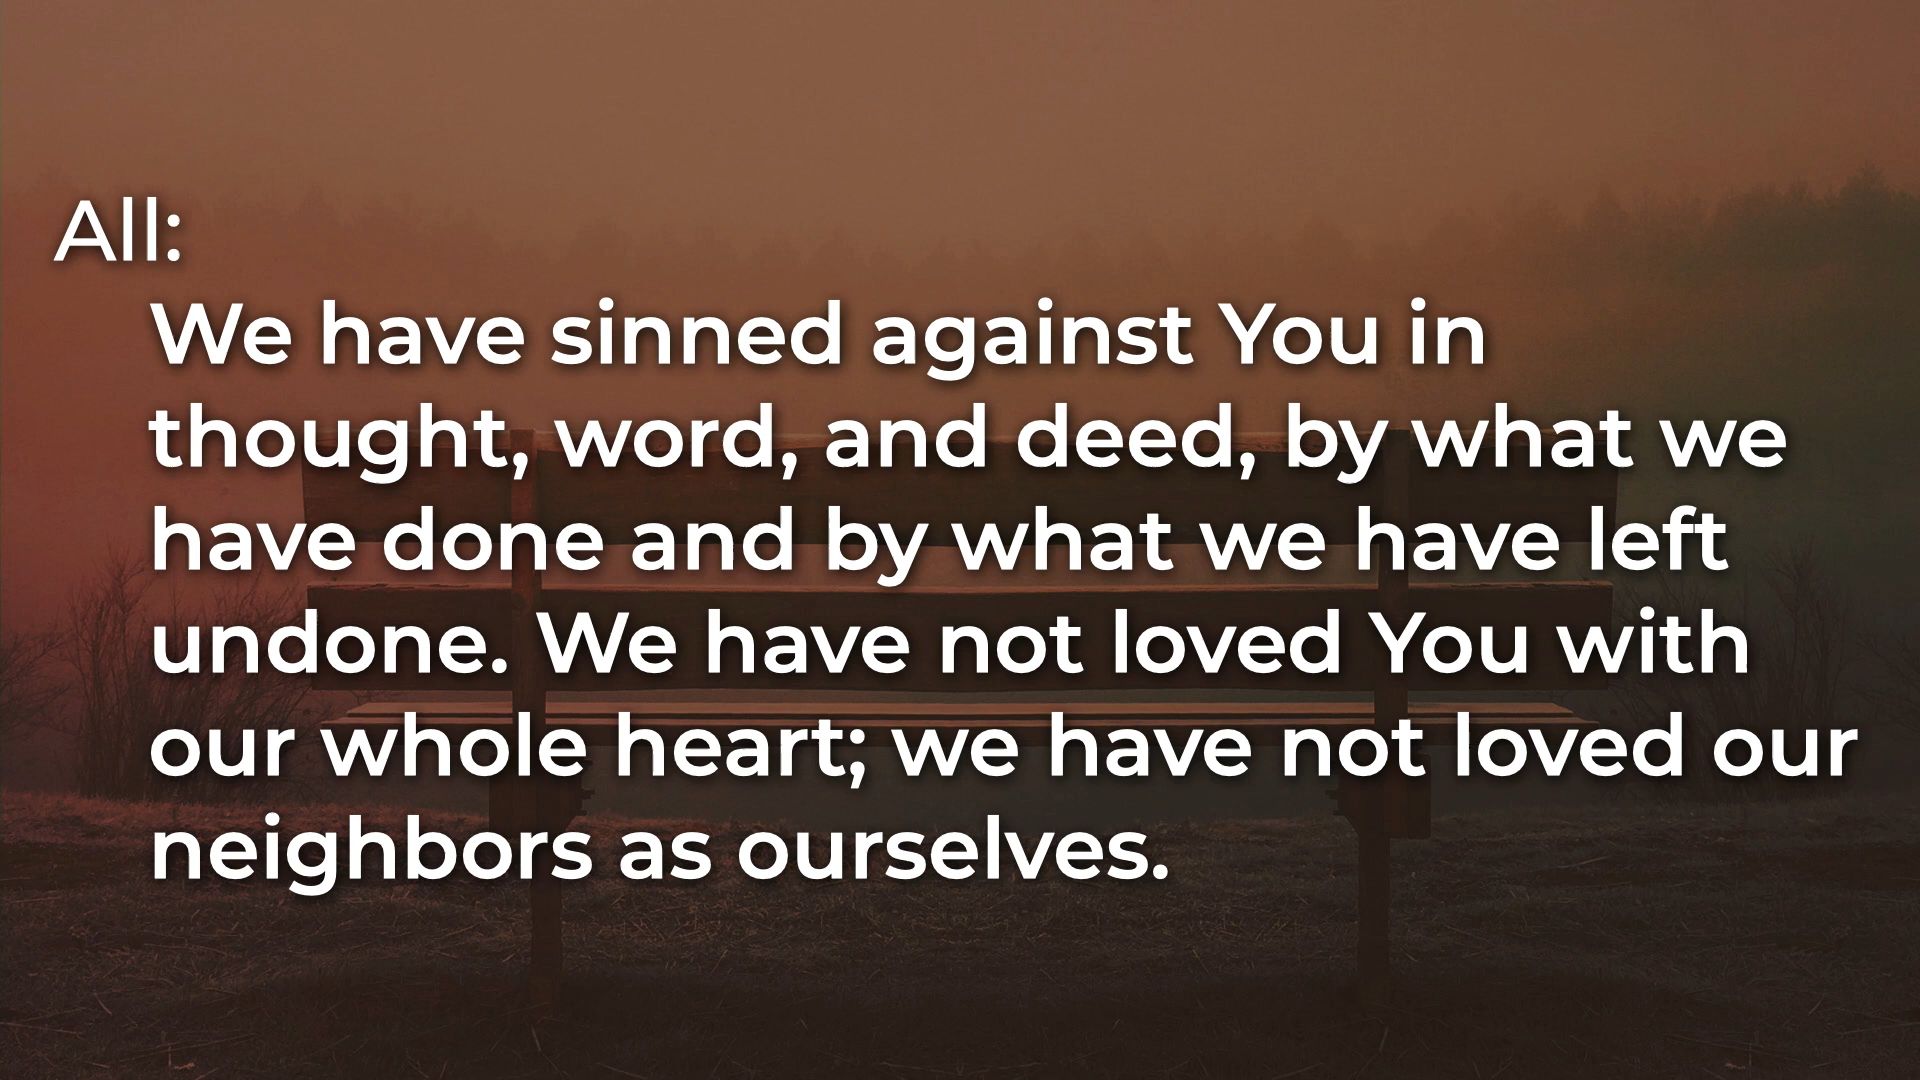 All:
We have sinned against You in
thought, word, and deed, by what we
have done and by what we have left
undone. We have not loved You with
our whole heart; we have not loved our
neighbors as ourselves.